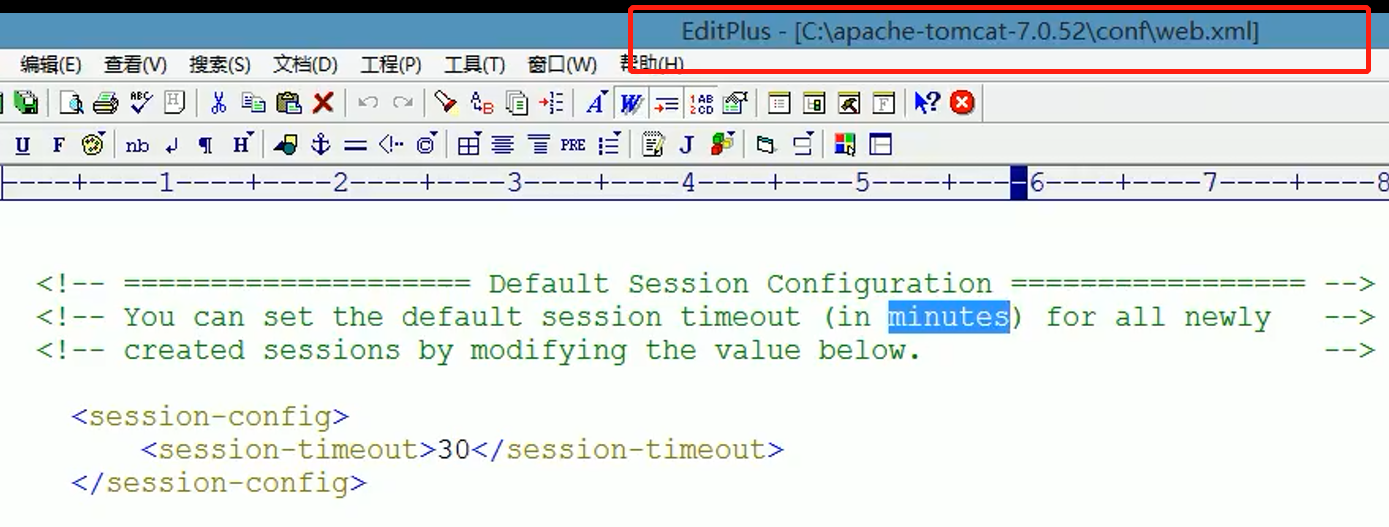 EditPlus - [C:\apache-tomcat-7.0.52\conf\web.xml]
编辑(E) 查看(V) 搜索(S) 文档(D) 工程(P) 工具(T) 窗口(W) 帮助(H)
U F nb H PRE J
----+----1----+----2----+----3----+----4----+----5----+----6----+----7----+----8
<!-- ==================== Default Session Configuration ================= -->
<!-- You can set the default session timeout (in minutes) for all newly -->
<!-- created sessions by modifying the value below. -->
<session-config>
<session-timeout>30</session-timeout>
</session-config>